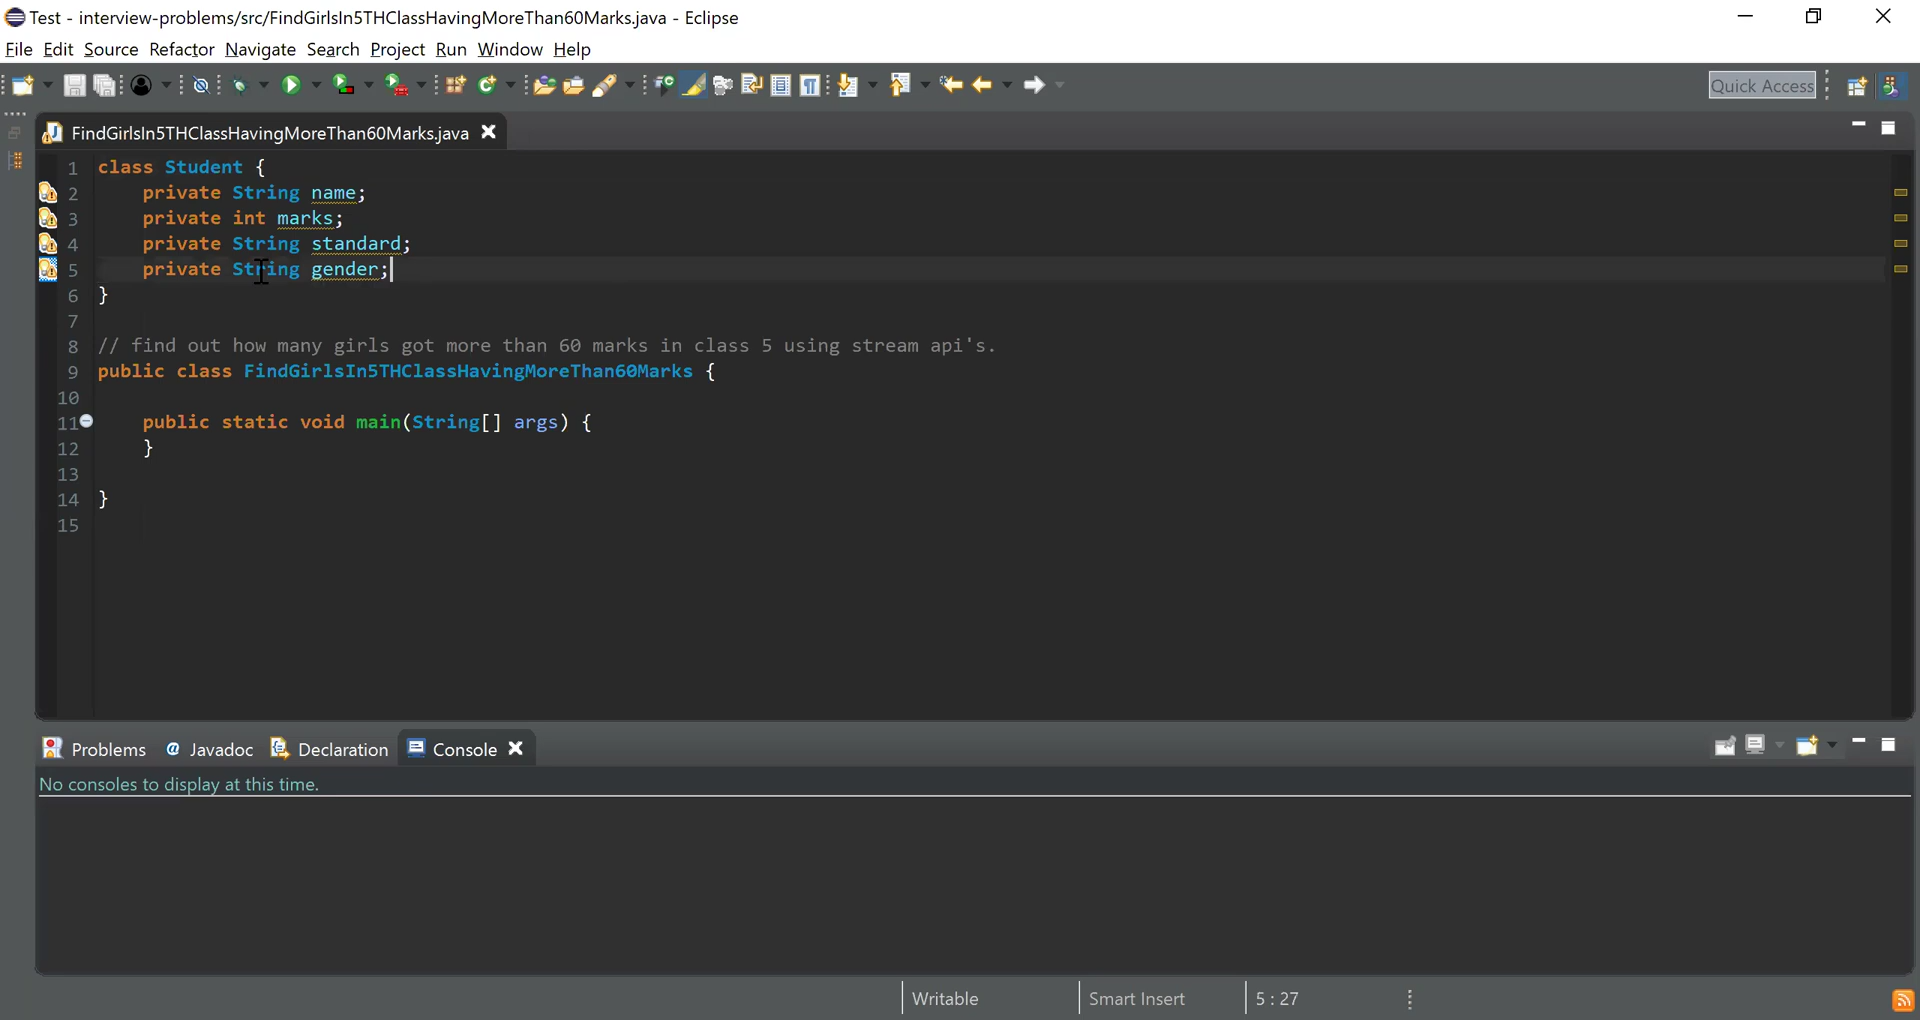 Test - interview-problems/src/FindGirlsIn5THClassHavingMoreThan60Marks.java - Eclipse
File Edit Source Refactor Navigate Search Project Run Window Help
Quick Access
FindGirlsIn5THClassHavingMoreThan60Marks.java
1 class Student {
2 private String name;
3 private int marks;
4 private String standard;
5 private String gender;
6 }
7
8 // find out how many girls got more than 60 marks in class 5 using stream api's.
9 public class FindGirlsIn5THClassHavingMoreThan60Marks {
10
11 public static void main(String[] args) {
12 }
13
14 }
15
Problems @ Javadoc Declaration Console
No consoles to display at this time.
Writable Smart Insert 5 : 27